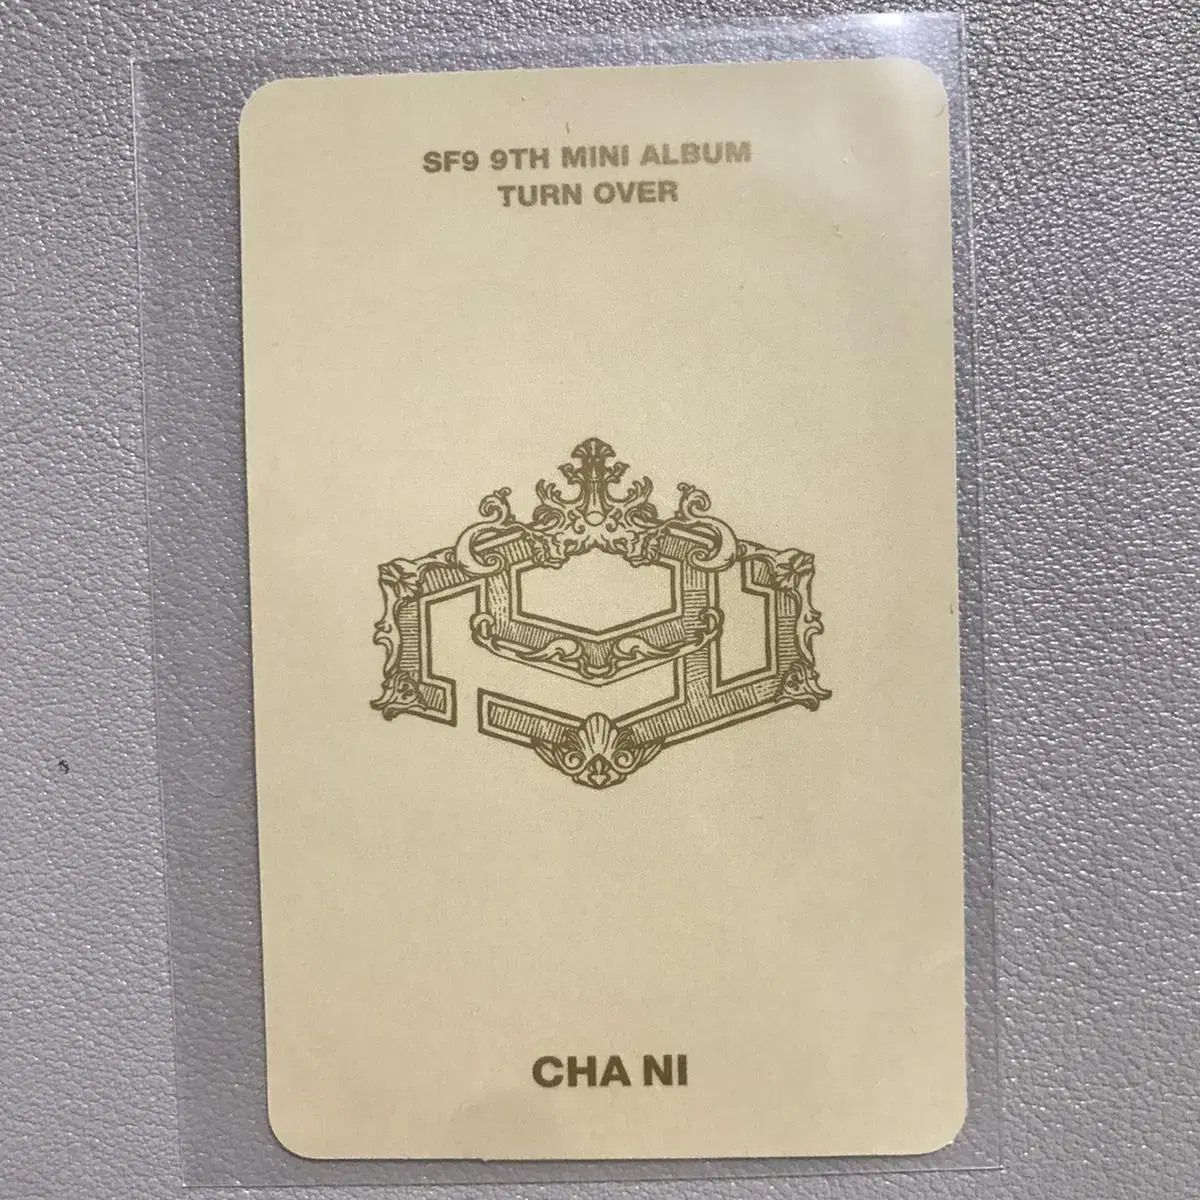 SF9 9TH MINI ALBUM
TURN OVER
CHA NI